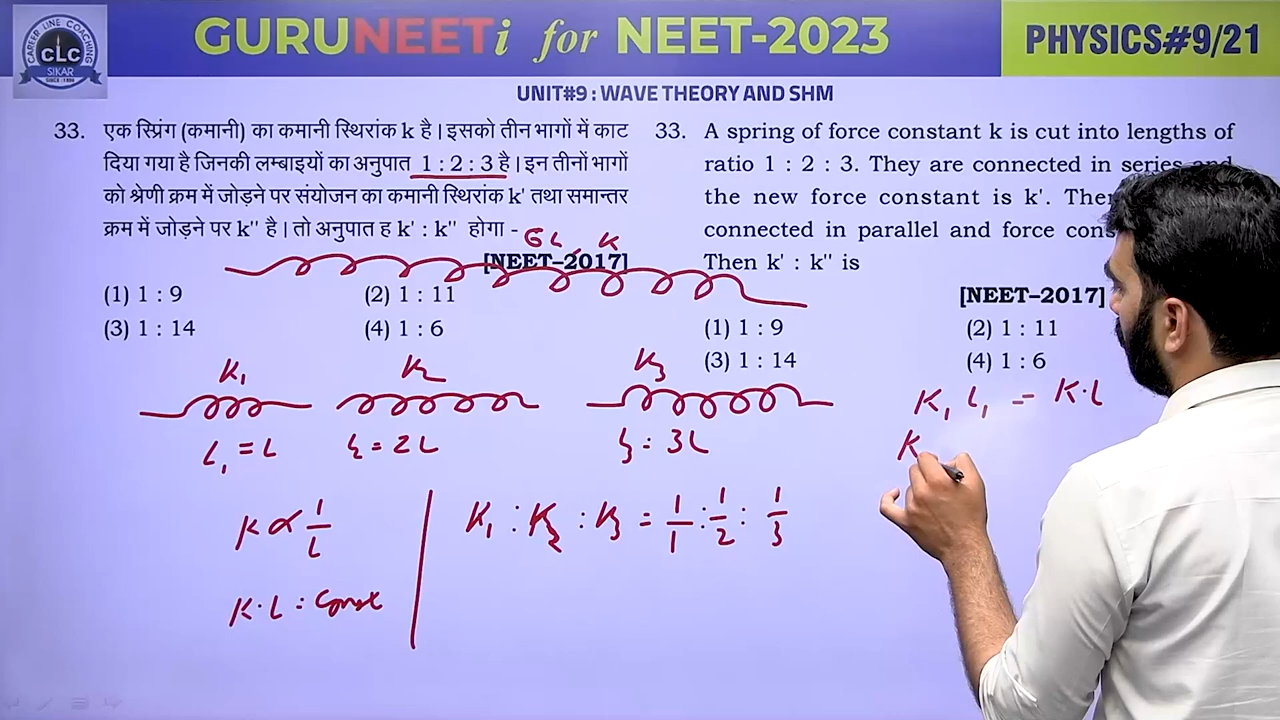 CAREER LINE COACHING
CLC
SIKAR
SINCE : 1996
GURUNEETi for NEET-2023
PHYSICS#9/21
UNIT#9 : WAVE THEORY AND SHM
33. एक स्प्रिंग (कमानी) का कमानी स्थिरांक k है। इसको तीन भागों में काट
दिया गया है जिनकी लम्बाइयों का अनुपात 1 : 2 : 3 है। इन तीनों भागों
को श्रेणी क्रम में जोड़ने पर संयोजन का कमानी स्थिरांक k' तथा समान्तर
क्रम में जोड़ने पर k'' है। तो अनुपात ह k' : k'' होगा -
[NEET–2017]
(1) 1 : 9 (2) 1 : 11
(3) 1 : 14 (4) 1 : 6
33. A spring of force constant k is cut into lengths of
ratio 1 : 2 : 3. They are connected in series and
the new force constant is k'. Then
connected in parallel and force cons
Then k' : k'' is
[NEET–2017]
(1) 1 : 9 (2) 1 : 11
(3) 1 : 14 (4) 1 : 6
6L, K
K₁ K₂ K₃
L₁ = L L₂ = 2L L₃ = 3L
K ∝ 1/L
K·L = Const
K₁ : K₂ : K₃ = 1/1 : 1/2 : 1/3
K₁ L₁ = K·L
K